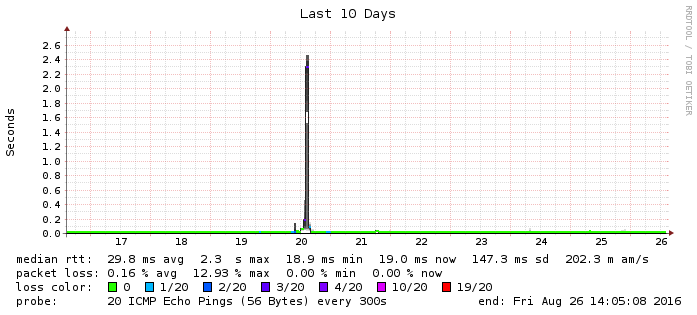 Last 10 Days
RRDTOOL / TOBI OETIKER
Seconds
2.6
2.4
2.2
2.0
1.8
1.6
1.4
1.2
1.0
0.8
0.6
0.4
0.2
0.0
17 18 19 20 21 22 23 24 25 26
median rtt: 29.8 ms avg 2.3 s max 18.9 ms min 19.0 ms now 147.3 ms sd 202.3 m am/s
packet loss: 0.16 % avg 12.93 % max 0.00 % min 0.00 % now
loss color: 0 1/20 2/20 3/20 4/20 10/20 19/20
probe: 20 ICMP Echo Pings (56 Bytes) every 300s end: Fri Aug 26 14:05:08 2016